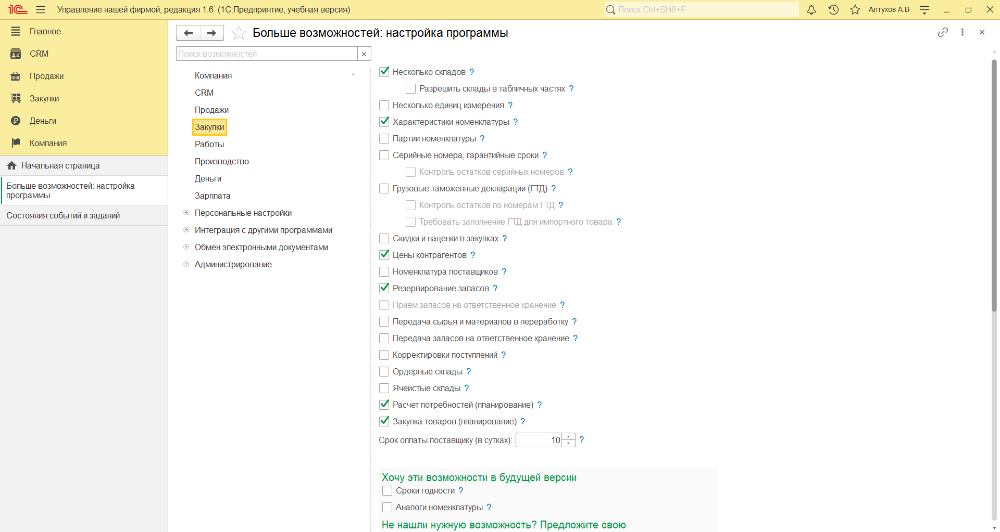 1С Управление нашей фирмой, редакция 1.6 (1С:Предприятие, учебная версия) Поиск Ctrl+Shift+F Алтухов А.В.
Главное
CRM
Продажи
Закупки
Деньги
Компания
Начальная страница
Больше возможностей: настройка
программы
Состояния событий и заданий
Больше возможностей: настройка программы
Поиск возможностей
Компания
CRM
Продажи
Закупки
Работы
Производство
Деньги
Зарплата
Персональные настройки
Интеграция с другими программами
Обмен электронными документами
Администрирование
Несколько складов ?
Разрешить склады в табличных частях ?
Несколько единиц измерения ?
Характеристики номенклатуры ?
Партии номенклатуры ?
Серийные номера, гарантийные сроки ?
Контроль остатков серийных номеров ?
Грузовые таможенные декларации (ГТД) ?
Контроль остатков по номерам ГТД ?
Требовать заполнение ГТД для импортного товара ?
Скидки и наценки в закупках ?
Цены контрагентов ?
Номенклатура поставщиков ?
Резервирование запасов ?
Прием запасов на ответственное хранение ?
Передача сырья и материалов в переработку ?
Передача запасов на ответственное хранение ?
Корректировки поступлений ?
Ордерные склады ?
Ячеистые склады ?
Расчет потребностей (планирование) ?
Закупка товаров (планирование) ?
Срок оплаты поставщику (в сутках): 10 ?
Хочу эти возможности в будущей версии
Сроки годности ?
Аналоги номенклатуры ?
Не нашли нужную возможность? Предложите свою